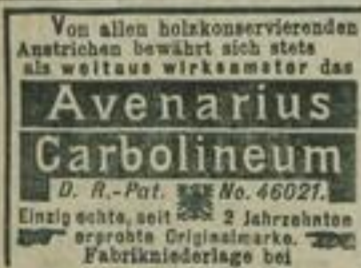 Von allen holzkonservierenden
Anstrichen bewährt sich stets
als weitaus wirksamster das
Avenarius
Carbolineum
D. R.-Pat. No. 46021.
Einzig echte, seit 2 Jahrzehnten
erprobte Originalmarke.
Fabrikniederlage bei